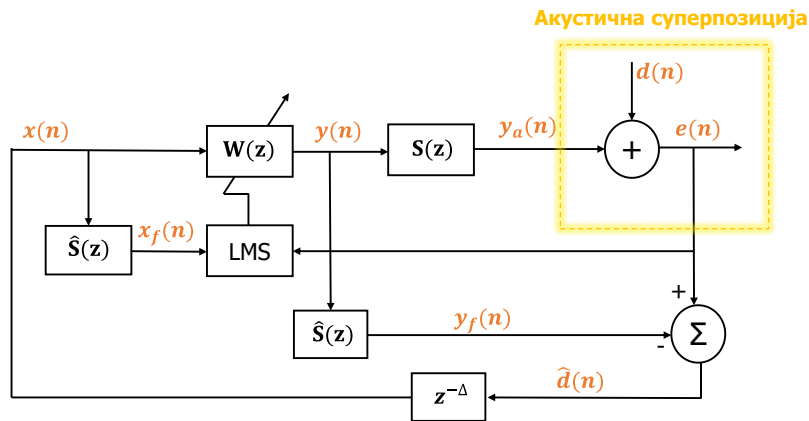 Акустична суперпозиција
d(n)
x(n)
W(z)
y(n)
S(z)
y_a(n)
+
e(n)
Ŝ(z)
x_f(n)
LMS
+
Ŝ(z)
y_f(n)
-
Σ
d̂(n)
z^{-Δ}